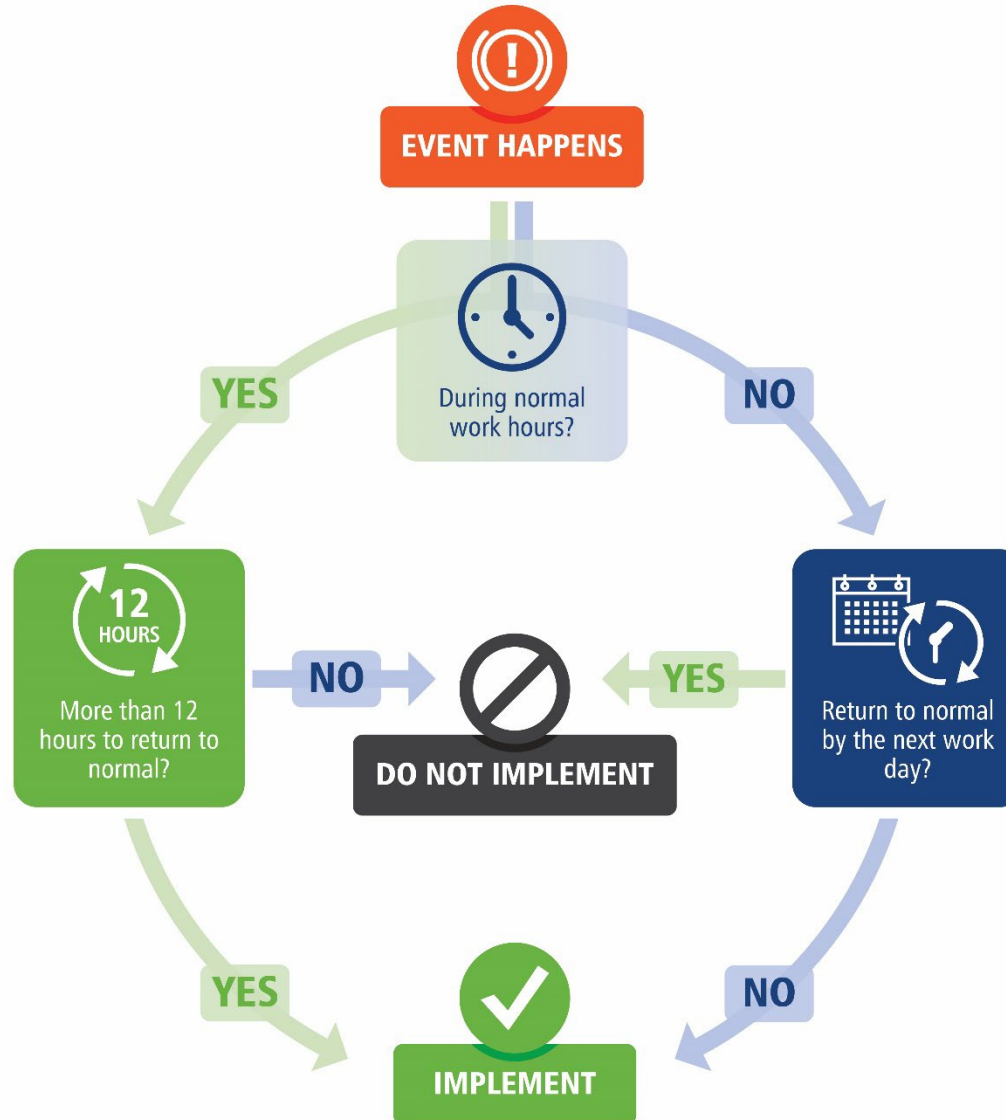 EVENT HAPPENS
During normal
work hours?
YES
NO
12
HOURS
More than 12
hours to return to
normal?
NO
DO NOT IMPLEMENT
YES
Return to normal
by the next work
day?
YES
NO
IMPLEMENT